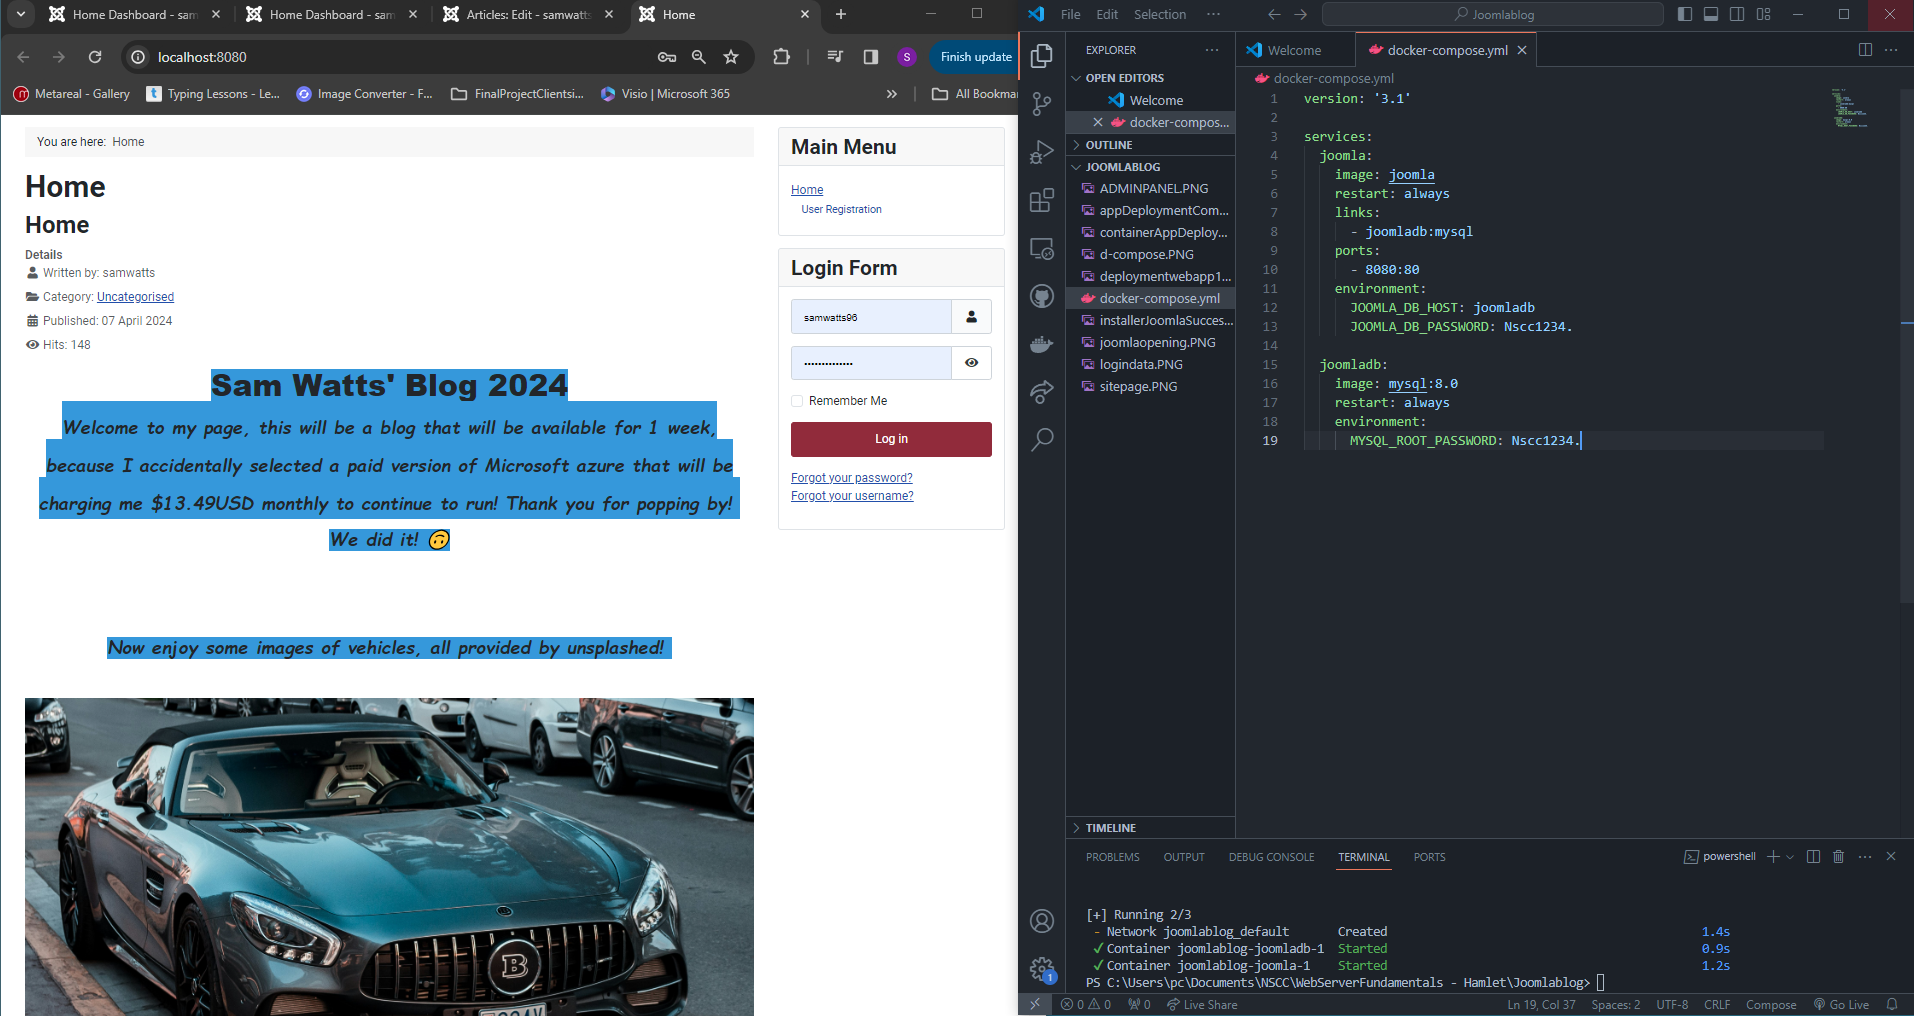 Home Dashboard - sam
Home Dashboard - sam
Articles: Edit - samwatts
Home
localhost:8080
S
Finish update
Metareal - Gallery
Typing Lessons - Le...
Image Converter - F...
FinalProjectClientsi...
Visio | Microsoft 365
»
All Bookma
You are here: Home
Home
Home
Details
Written by: samwatts
Category: Uncategorised
Published: 07 April 2024
Hits: 148
Sam Watts' Blog 2024
Welcome to my page, this will be a blog that will be available for 1 week,
because I accidentally selected a paid version of Microsoft azure that will be
charging me $13.49USD monthly to continue to run! Thank you for popping by!
We did it! 🙃
Now enjoy some images of vehicles, all provided by unsplashed!
B
Main Menu
Home
User Registration
Login Form
samwatts96
••••••••••••••
Remember Me
Log in
Forgot your password?
Forgot your username?
File Edit Selection ···
Joomlablog
EXPLORER
OPEN EDITORS
Welcome
docker-compos...
OUTLINE
JOOMLABLOG
ADMINPANEL.PNG
appDeploymentCom...
containerAppDeploy...
d-compose.PNG
deploymentwebapp1...
docker-compose.yml
installerJoomlaSucces...
joomlaopening.PNG
logindata.PNG
sitepage.PNG
TIMELINE
1
Welcome
docker-compose.yml
docker-compose.yml
1 version: '3.1'
2
3 services:
4 joomla:
5 image: joomla
6 restart: always
7 links:
8 - joomladb:mysql
9 ports:
10 - 8080:80
11 environment:
12 JOOMLA_DB_HOST: joomladb
13 JOOMLA_DB_PASSWORD: Nscc1234.
14
15 joomladb:
16 image: mysql:8.0
17 restart: always
18 environment:
19 MYSQL_ROOT_PASSWORD: Nscc1234.
PROBLEMS OUTPUT DEBUG CONSOLE TERMINAL PORTS
powershell
[+] Running 2/3
- Network joomlablog_default Created 1.4s
✓ Container joomlablog-joomladb-1 Started 0.9s
✓ Container joomlablog-joomla-1 Started 1.2s
PS C:\Users\pc\Documents\NSCC\WebServerFundamentals - Hamlet\Joomlablog>
0 0 0 Live Share
Ln 19, Col 37 Spaces: 2 UTF-8 CRLF Compose Go Live